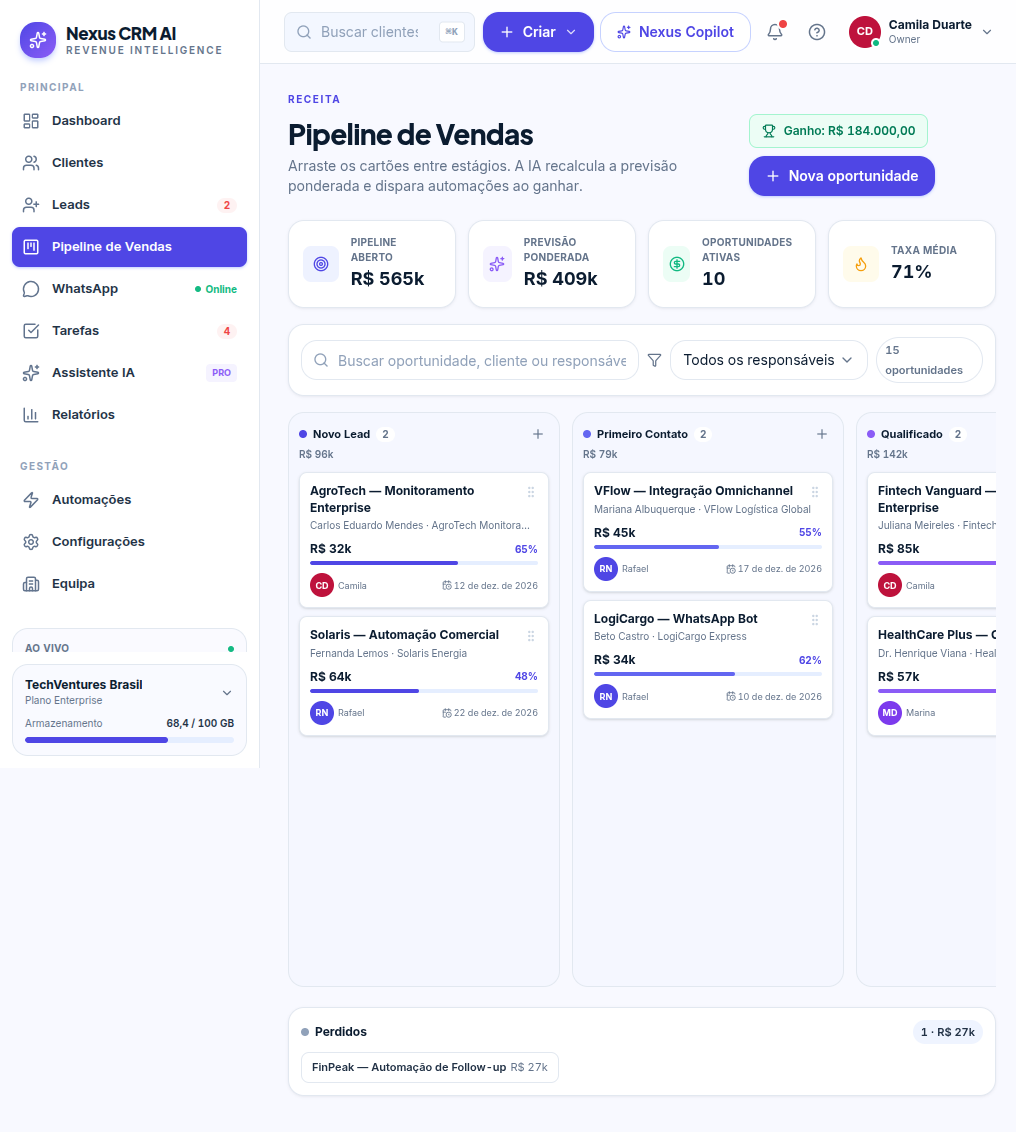 Nexus CRM AI
REVENUE INTELLIGENCE
PRINCIPAL
Dashboard
Clientes
Leads 2
Pipeline de Vendas
WhatsApp Online
Tarefas 4
Assistente IA PRO
Relatórios
GESTÃO
Automações
Configurações
Equipa
AO VIVO
TechVentures Brasil
Plano Enterprise
Armazenamento 68,4 / 100 GB
Buscar clientes ⌘K
Criar
Nexus Copilot
CD
Camila Duarte
Owner
RECEITA
Pipeline de Vendas
Arraste os cartões entre estágios. A IA recalcula a previsão
ponderada e dispara automações ao ganhar.
Ganho: R$ 184.000,00
Nova oportunidade
PIPELINE
ABERTO
R$ 565k
PREVISÃO
PONDERADA
R$ 409k
OPORTUNIDADES
ATIVAS
10
TAXA MÉDIA
71%
Buscar oportunidade, cliente ou responsáve
Todos os responsáveis
15
oportunidades
Novo Lead 2
R$ 96k
AgroTech — Monitoramento
Enterprise
Carlos Eduardo Mendes · AgroTech Monitora...
R$ 32k 65%
CD Camila 12 de dez. de 2026
Solaris — Automação Comercial
Fernanda Lemos · Solaris Energia
R$ 64k 48%
RN Rafael 22 de dez. de 2026
Primeiro Contato 2
R$ 79k
VFlow — Integração Omnichannel
Mariana Albuquerque · VFlow Logística Global
R$ 45k 55%
RN Rafael 17 de dez. de 2026
LogiCargo — WhatsApp Bot
Beto Castro · LogiCargo Express
R$ 34k 62%
RN Rafael 10 de dez. de 2026
Qualificado 2
R$ 142k
Fintech Vanguard —
Enterprise
Juliana Meireles · Fintech
R$ 85k
CD Camila
HealthCare Plus —
Dr. Henrique Viana · Heal
R$ 57k
MD Marina
Perdidos 1 · R$ 27k
FinPeak — Automação de Follow-up R$ 27k